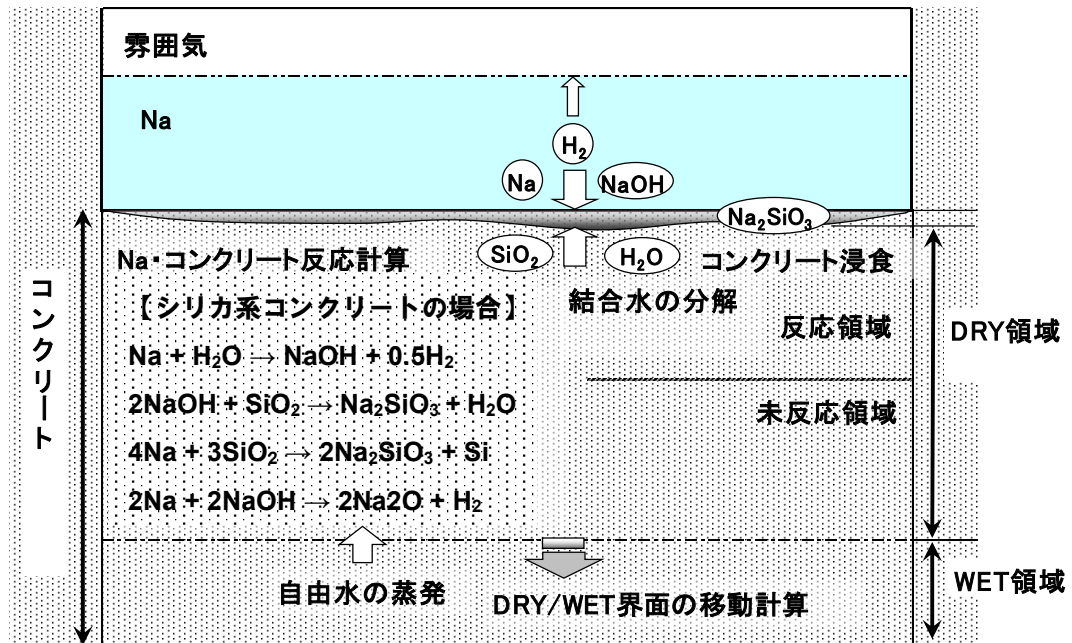 雰囲気
Na
H₂
Na
NaOH
Na₂SiO₃
SiO₂
H₂O
Na・コンクリート反応計算
コンクリート浸食
【シリカ系コンクリートの場合】
結合水の分解
反応領域
DRY領域
Na + H₂O → NaOH + 0.5H₂
2NaOH + SiO₂ → Na₂SiO₃ + H₂O
未反応領域
4Na + 3SiO₂ → 2Na₂SiO₃ + Si
2Na + 2NaOH → 2Na2O + H₂
コンクリート
自由水の蒸発
DRY/WET界面の移動計算
WET領域